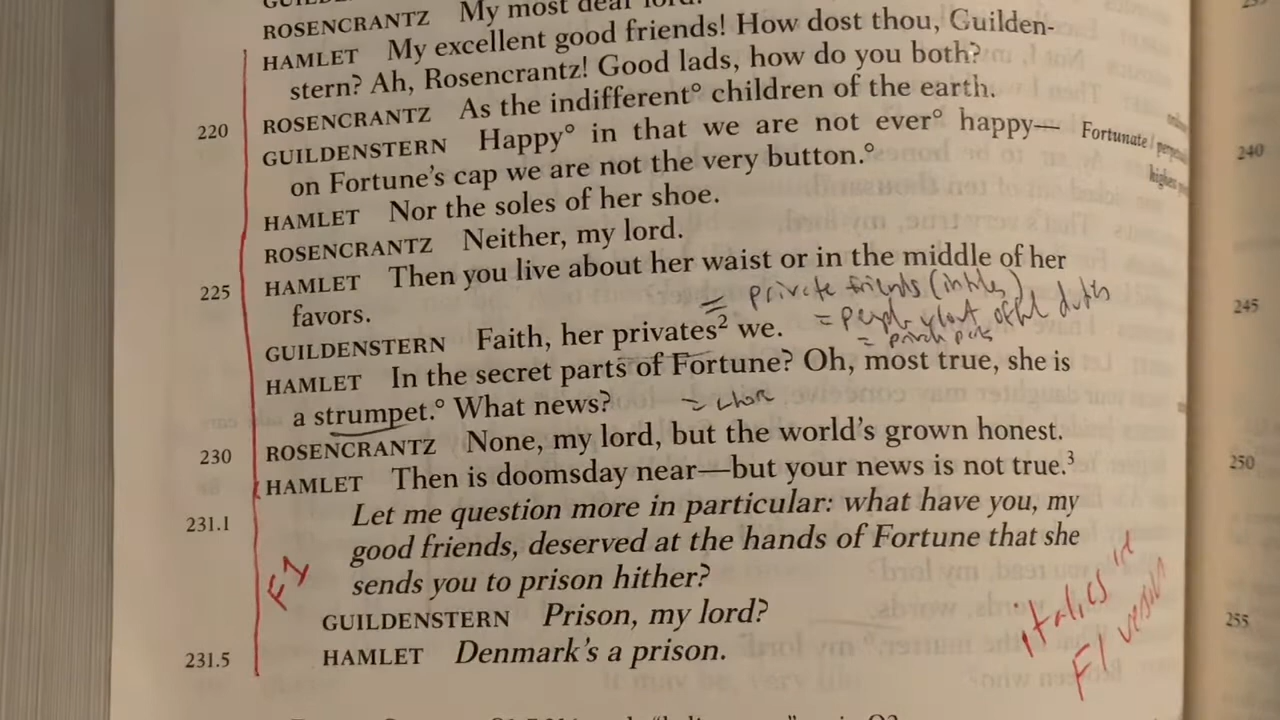 ROSENCRANTZ My most dear lord!
HAMLET My excellent good friends! How dost thou, Guilden-
stern? Ah, Rosencrantz! Good lads, how do you both?
220 ROSENCRANTZ As the indifferent° children of the earth.
GUILDENSTERN Happy° in that we are not ever° happy— Fortunate /
on Fortune's cap we are not the very button.°
HAMLET Nor the soles of her shoe.
ROSENCRANTZ Neither, my lord.
225 HAMLET Then you live about her waist or in the middle of her
favors.
= private friends
GUILDENSTERN Faith, her privates² we.
= private parts
HAMLET In the secret parts of Fortune? Oh, most true, she is
a strumpet.° What news?
230 ROSENCRANTZ None, my lord, but the world's grown honest.
HAMLET Then is doomsday near—but your news is not true.³
231.1 Let me question more in particular: what have you, my
good friends, deserved at the hands of Fortune that she
sends you to prison hither?
F1
GUILDENSTERN Prison, my lord?
231.5 HAMLET Denmark's a prison.
italics in
F1 version
240
245
250
255